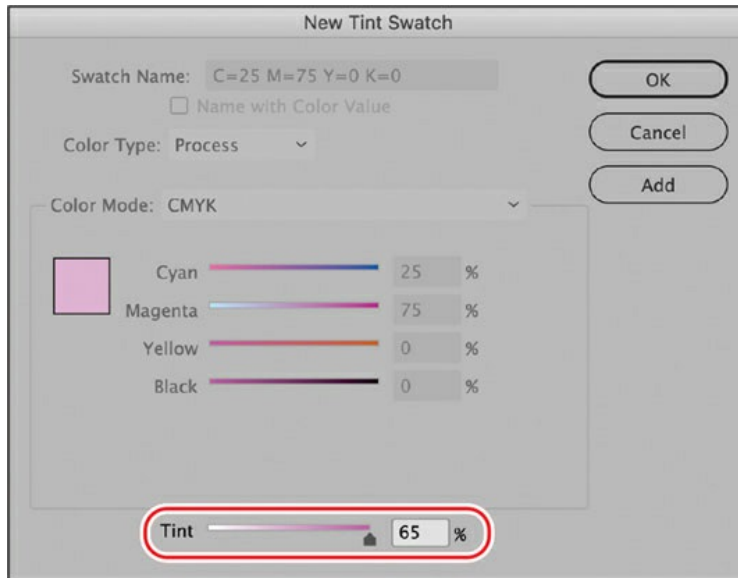 New Tint Swatch
Swatch Name: C=25 M=75 Y=0 K=0
OK
Name with Color Value
Color Type: Process
Cancel
Add
Color Mode: CMYK
Cyan 25 %
Magenta 75 %
Yellow 0 %
Black 0 %
Tint 65 %